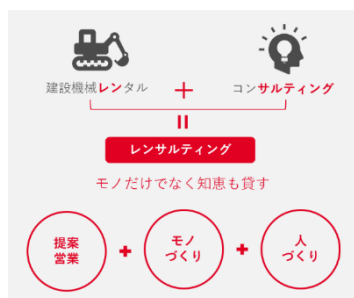 建設機械レンタル
+
コンサルティング
=
レンサルティング
モノだけでなく知恵も貸す
提案
営業
+
モノ
づくり
+
人
づくり